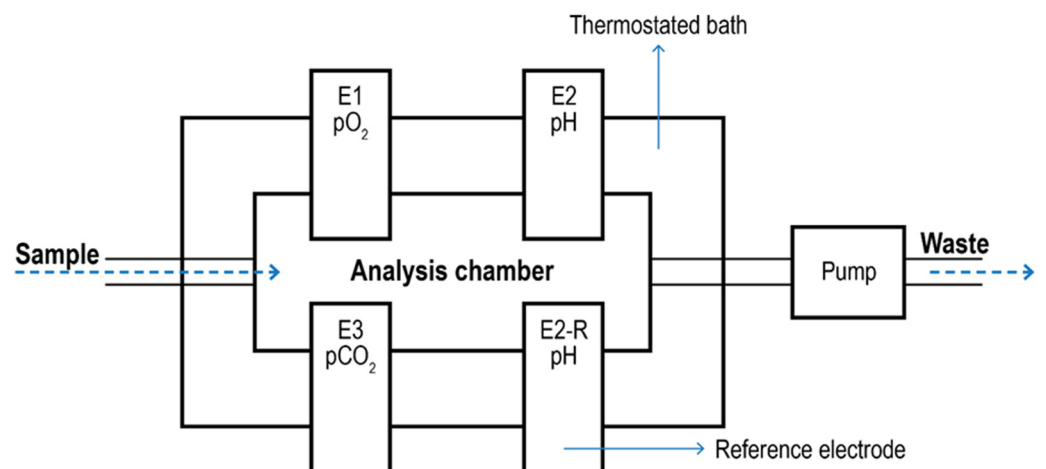 Thermostated bath
E1
pO₂
E2
pH
Sample
Analysis chamber
Pump
Waste
E3
pCO₂
E2-R
pH
Reference electrode